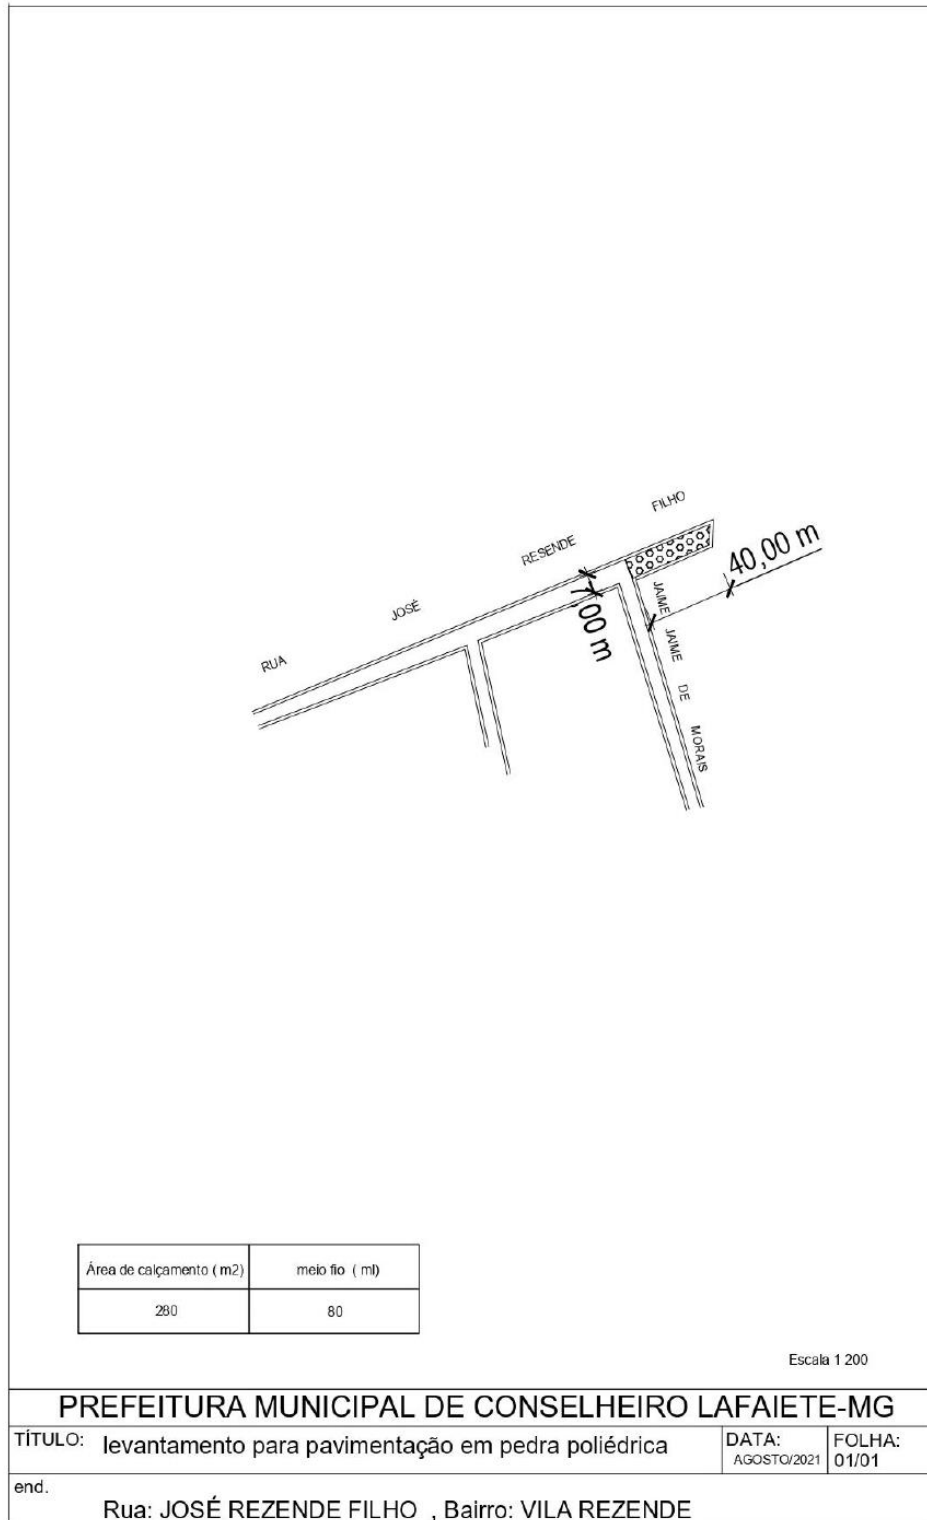 FILHO
RESENDE
40,00 m
JOSÉ
7,00 m
JAIME
RUA
JAIME DE MORAIS
Área de calçamento ( m2) meio fio ( ml)
280 80
Escala 1 200
PREFEITURA MUNICIPAL DE CONSELHEIRO LAFAIETE-MG
TÍTULO: levantamento para pavimentação em pedra poliédrica DATA: FOLHA:
AGOSTO/2021 01/01
end.
Rua: JOSÉ REZENDE FILHO , Bairro: VILA REZENDE